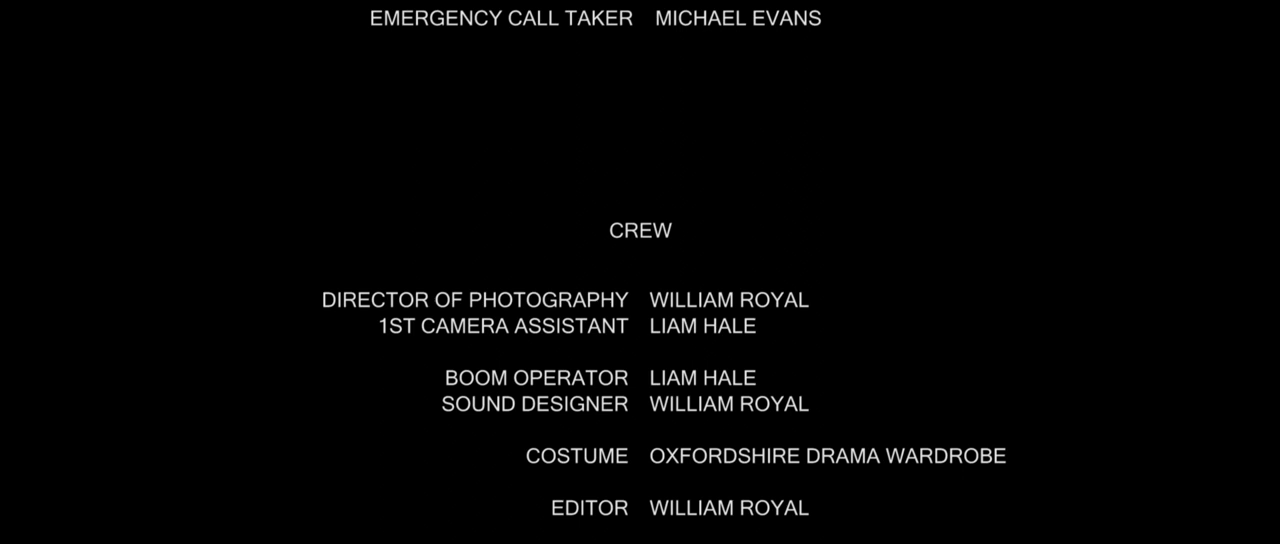 EMERGENCY CALL TAKER MICHAEL EVANS
CREW
DIRECTOR OF PHOTOGRAPHY WILLIAM ROYAL
1ST CAMERA ASSISTANT LIAM HALE
BOOM OPERATOR LIAM HALE
SOUND DESIGNER WILLIAM ROYAL
COSTUME OXFORDSHIRE DRAMA WARDROBE
EDITOR WILLIAM ROYAL